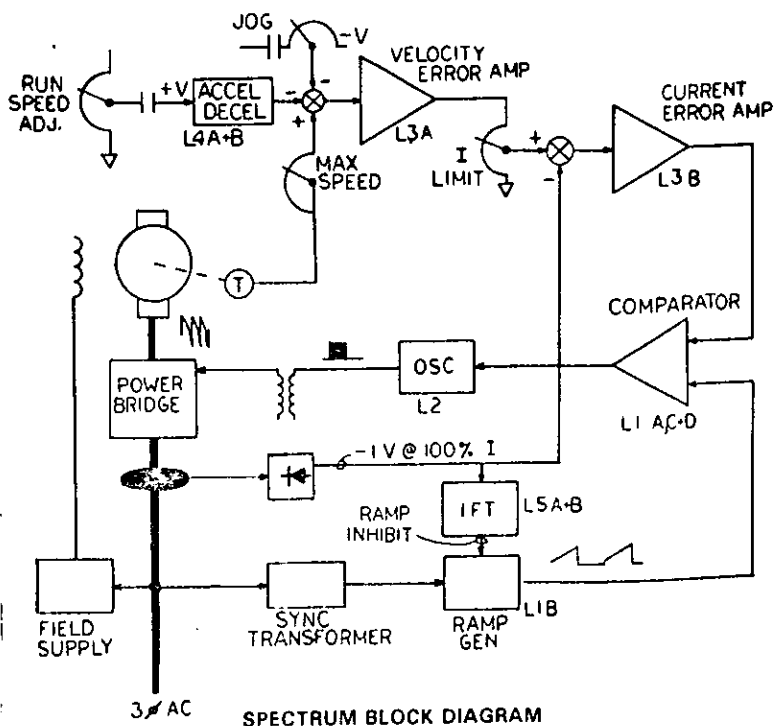 JOG
-V
VELOCITY
ERROR AMP
RUN
SPEED
ADJ.
+V
ACCEL
DECEL
L4A+B
-
-
+
L3A
CURRENT
ERROR AMP
MAX
SPEED
I
LIMIT
+
-
L3B
T
COMPARATOR
POWER
BRIDGE
OSC
L2
L1 A,C+D
-1V @ 100% I
RAMP
INHIBIT
IFT
L5A+B
FIELD
SUPPLY
SYNC
TRANSFORMER
RAMP
GEN
L1B
3ø AC
SPECTRUM BLOCK DIAGRAM